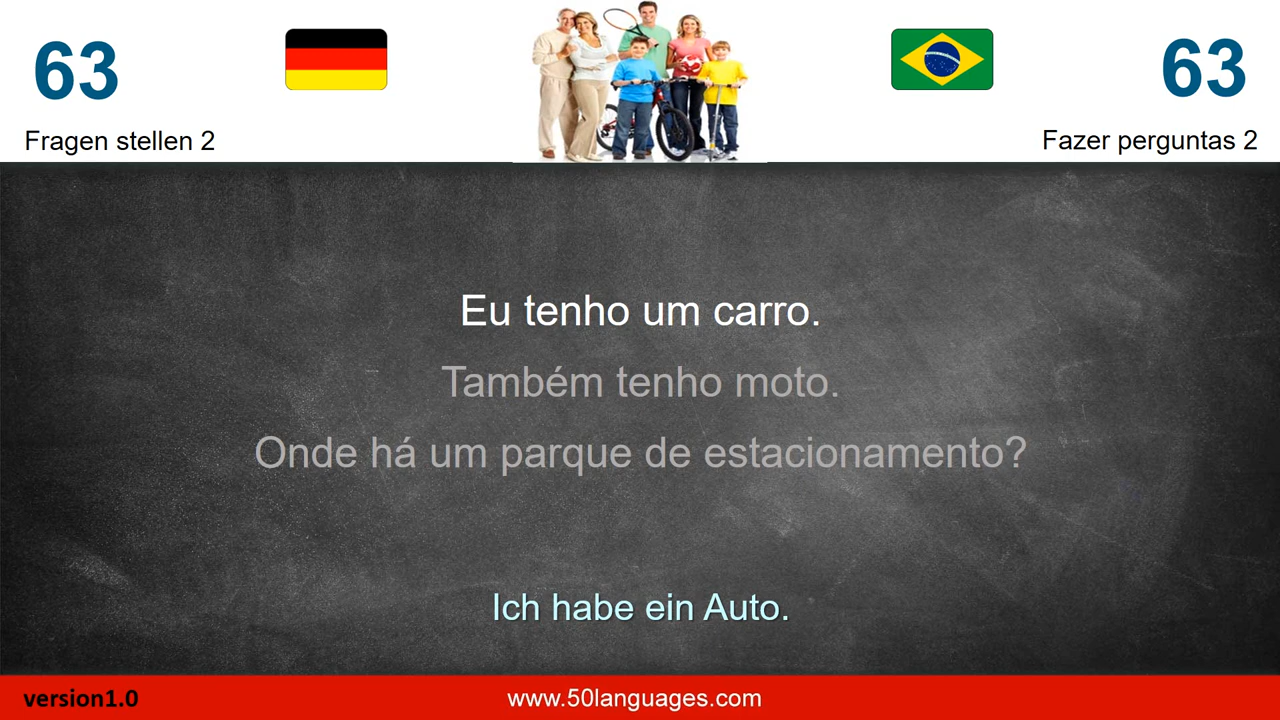 63
63
Fragen stellen 2
Fazer perguntas 2
Eu tenho um carro.
Também tenho moto.
Onde há um parque de estacionamento?
Ich habe ein Auto.
version1.0
www.50languages.com